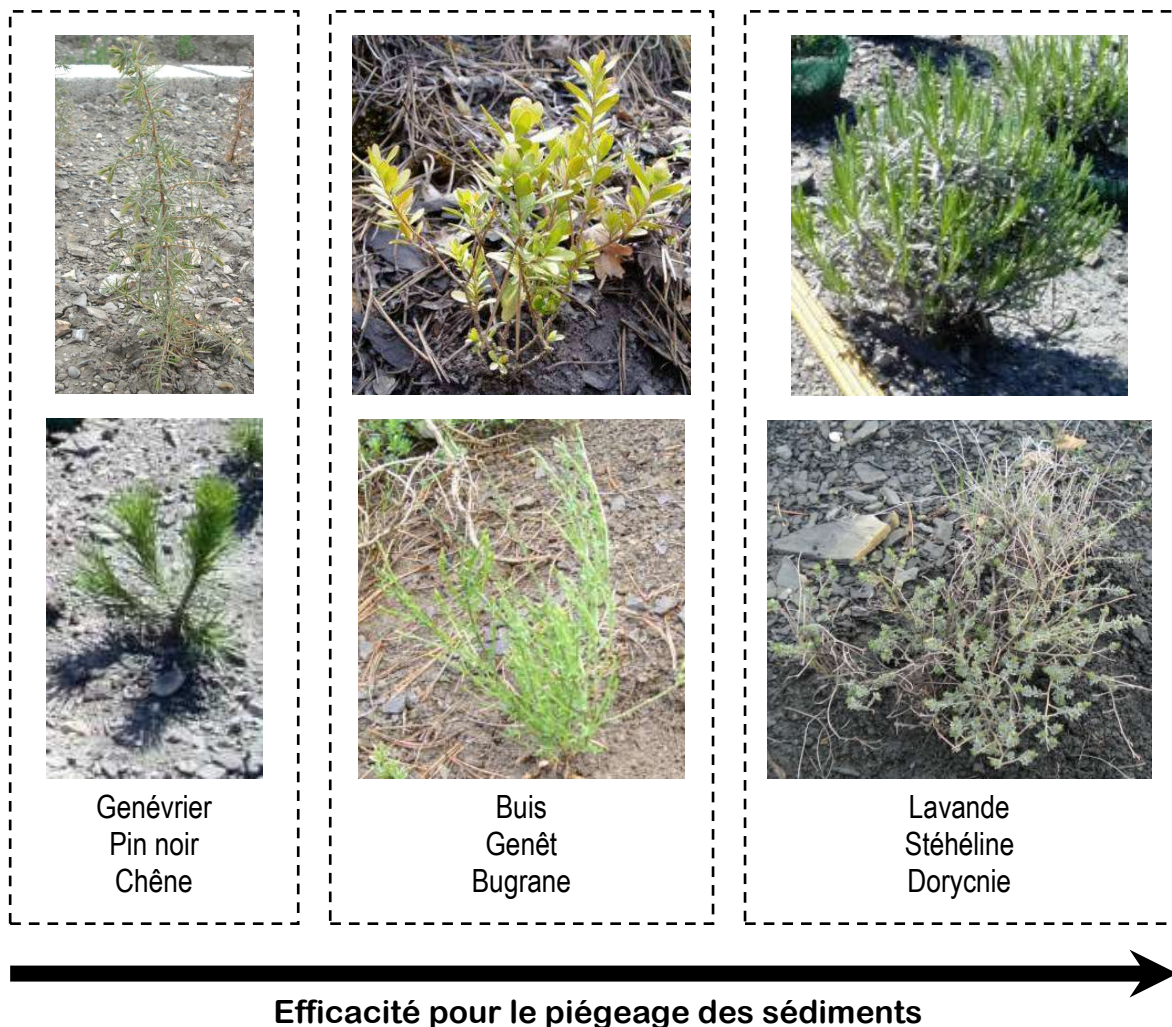 Genévrier
Pin noir
Chêne
Buis
Genêt
Bugrane
Lavande
Stéhéline
Dorycnie
Efficacité pour le piégeage des sédiments